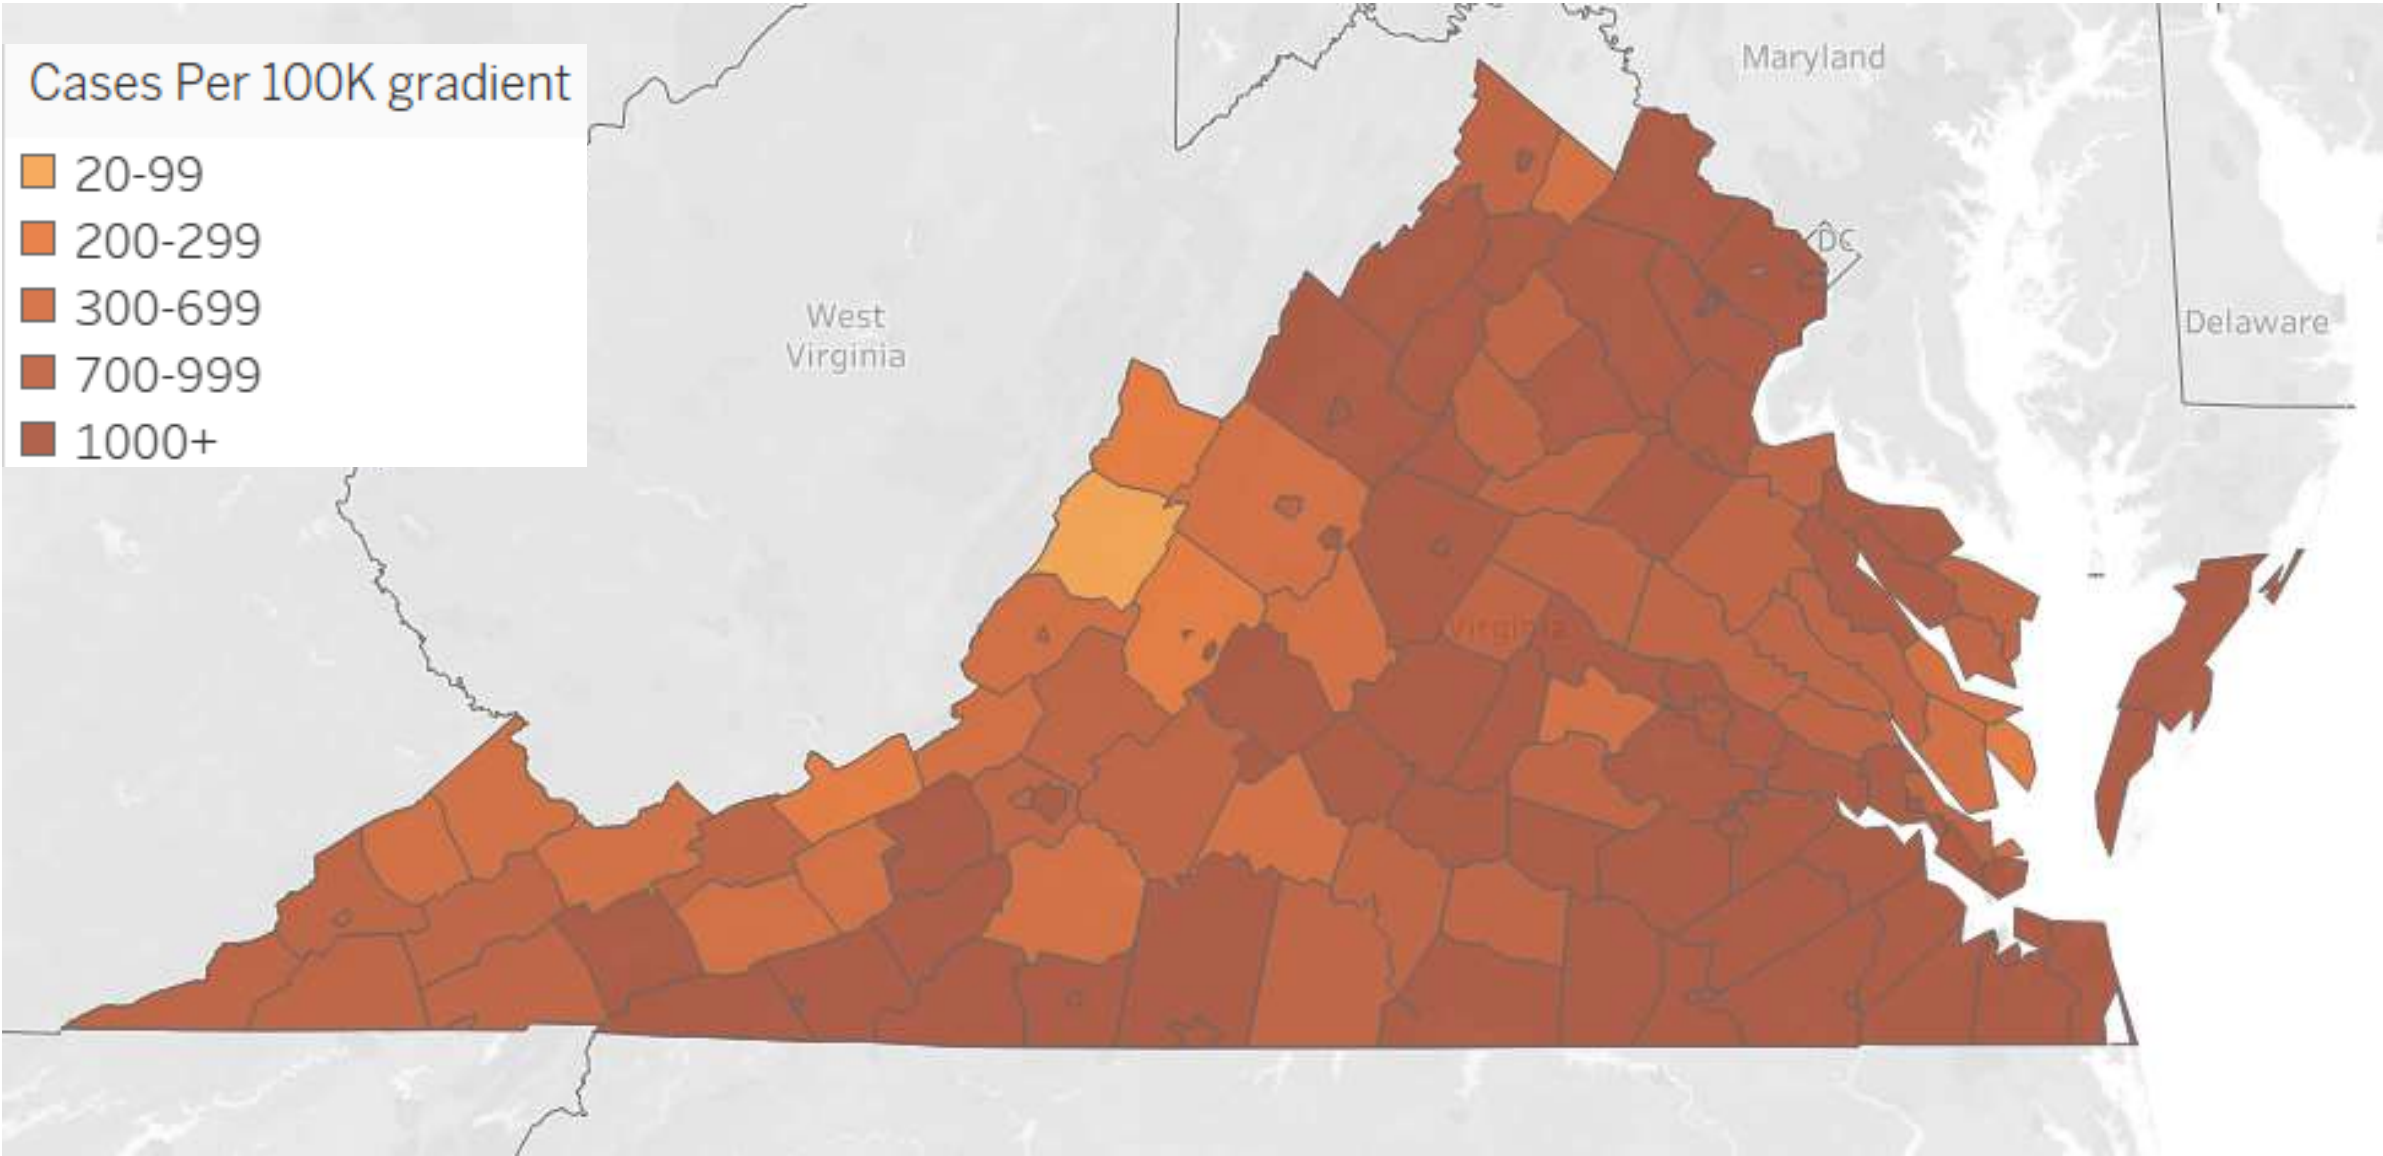 Cases Per 100K gradient
20-99
200-299
300-699
700-999
1000+
Maryland
DC
West
Virginia
Delaware
Virginia